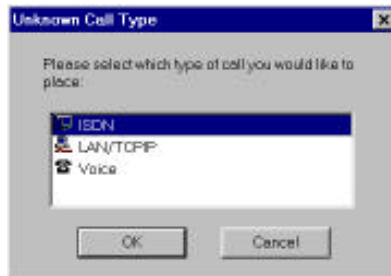 Unknown Call Type
Please select which type of call you would like to
place:
ISDN
LAN/TCPIP
Voice
OK
Cancel